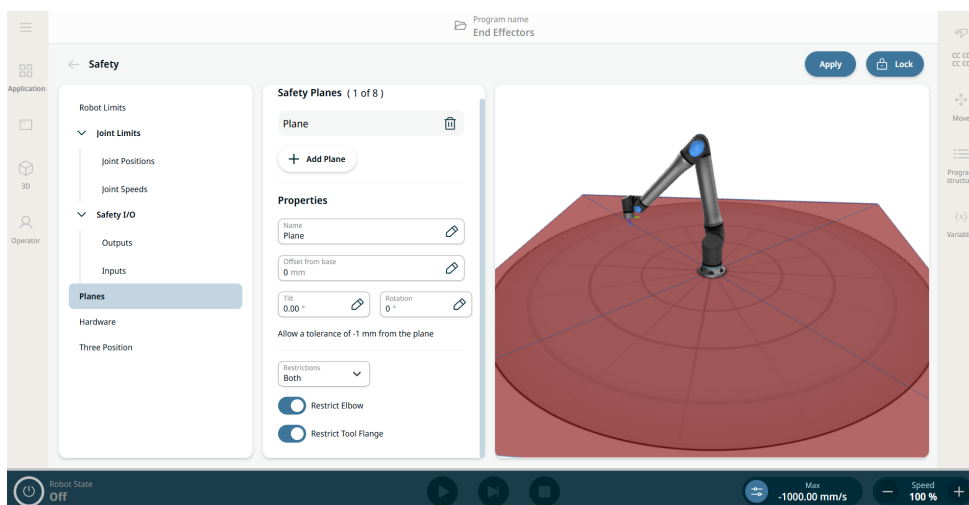 Program name
End Effectors
Safety
Apply
Lock
Application
3D
Operator
Robot Limits
Joint Limits
Joint Positions
Joint Speeds
Safety I/O
Outputs
Inputs
Planes
Hardware
Three Position
Safety Planes ( 1 of 8 )
Plane
Add Plane
Properties
Name
Plane
Offset from base
0 mm
Tilt
0.00 °
Rotation
0 °
Allow a tolerance of -1 mm from the plane
Restrictions
Both
Restrict Elbow
Restrict Tool Flange
Move
{x}
Robot State
Off
Max
-1000.00 mm/s
Speed
100 %